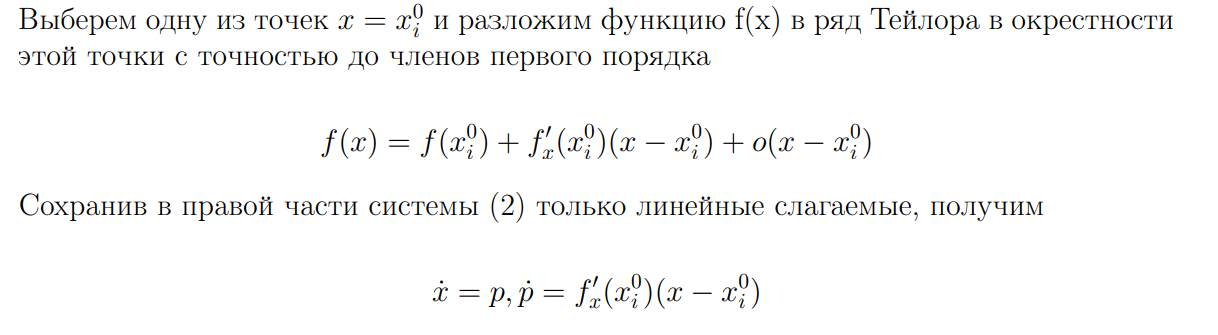 Выберем одну из точек $x = x_i^0$ и разложим функцию f(x) в ряд Тейлора в окрестности
этой точки с точностью до членов первого порядка
$f(x) = f(x_i^0) + f'_x(x_i^0)(x - x_i^0) + o(x - x_i^0)$
Сохранив в правой части системы (2) только линейные слагаемые, получим
$\dot{x} = p, \dot{p} = f'_x(x_i^0)(x - x_i^0)$